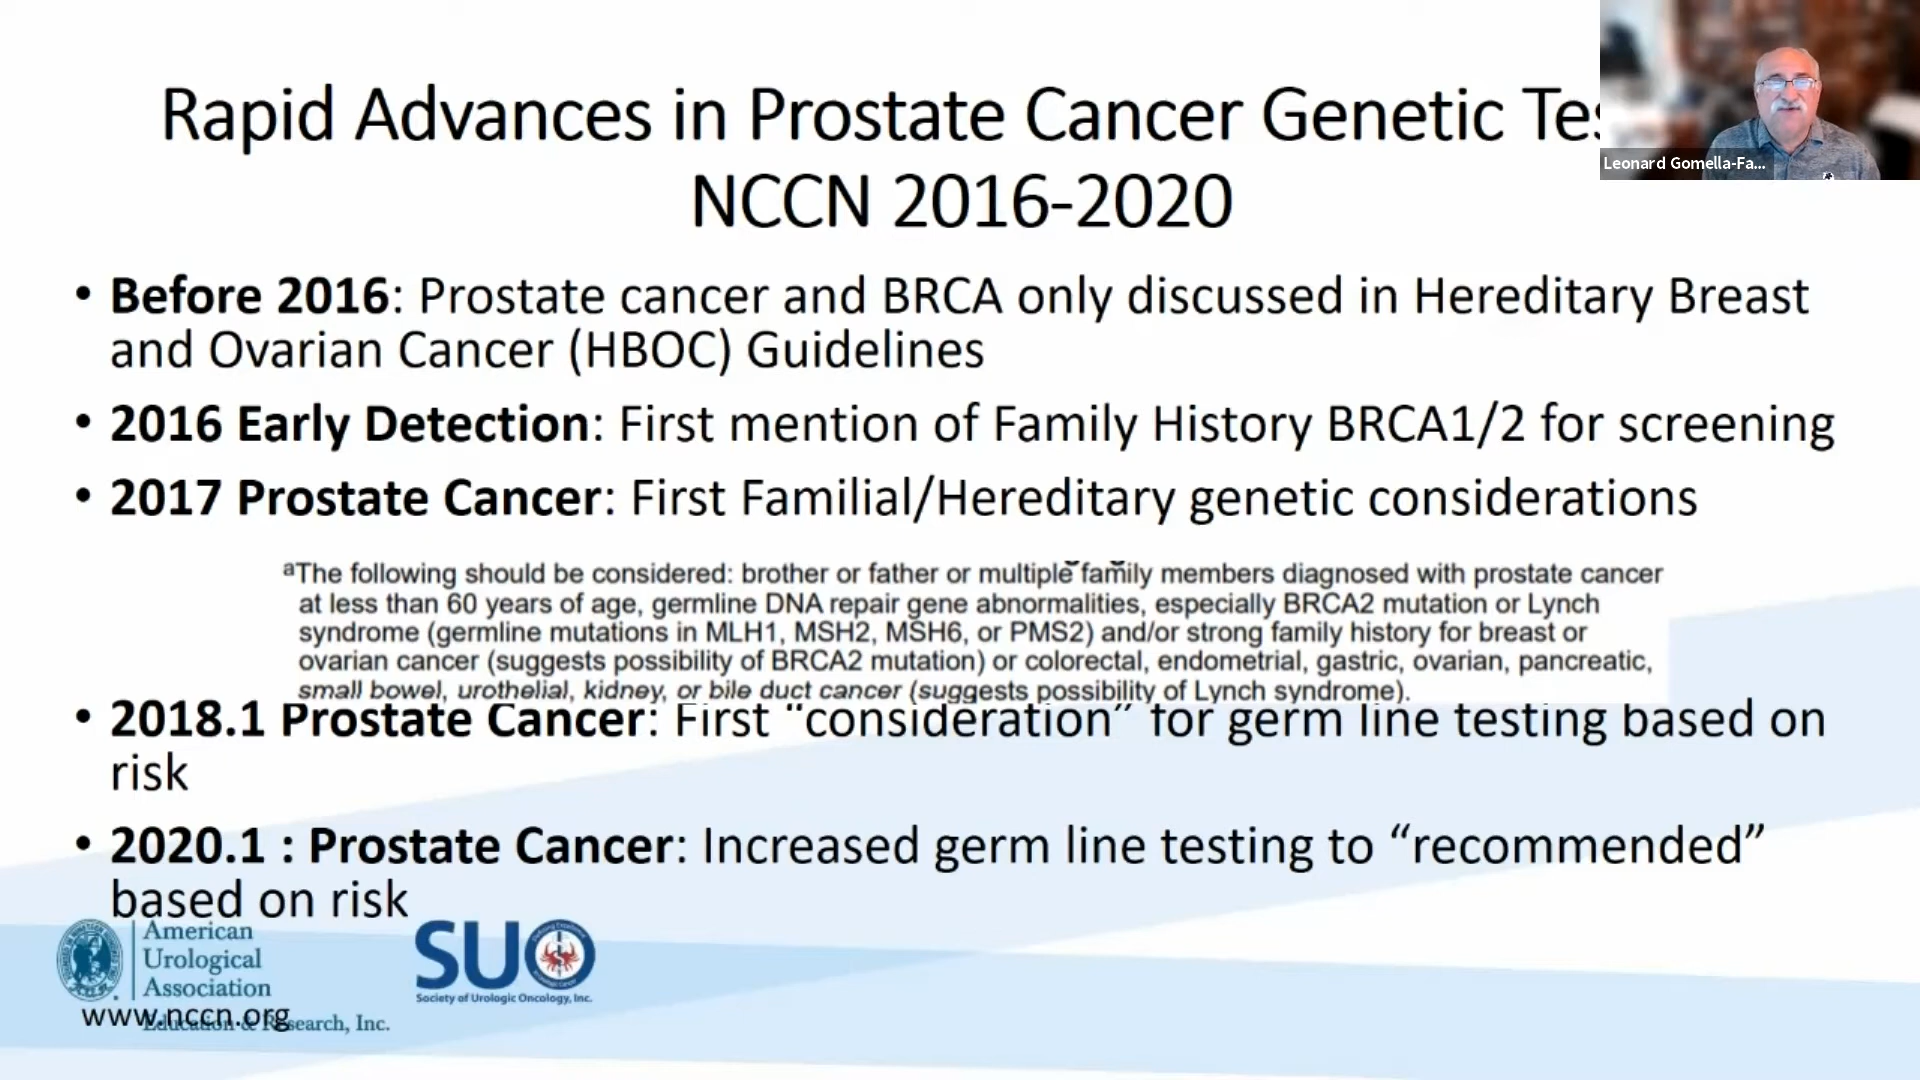 Rapid Advances in Prostate Cancer Genetic Tes
NCCN 2016-2020
Leonard Gomella-Fa...
• Before 2016: Prostate cancer and BRCA only discussed in Hereditary Breast
and Ovarian Cancer (HBOC) Guidelines
• 2016 Early Detection: First mention of Family History BRCA1/2 for screening
• 2017 Prostate Cancer: First Familial/Hereditary genetic considerations
aThe following should be considered: brother or father or multiple family members diagnosed with prostate cancer
at less than 60 years of age, germline DNA repair gene abnormalities, especially BRCA2 mutation or Lynch
syndrome (germline mutations in MLH1, MSH2, MSH6, or PMS2) and/or strong family history for breast or
ovarian cancer (suggests possibility of BRCA2 mutation) or colorectal, endometrial, gastric, ovarian, pancreatic,
small bowel, urothelial, kidney, or bile duct cancer (suggests possibility of Lynch syndrome).
• 2018.1 Prostate Cancer: First “consideration” for germ line testing based on
risk
• 2020.1 : Prostate Cancer: Increased germ line testing to “recommended”
based on risk
American
Urological
Association
Education & Research, Inc.
SUO
Society of Urologic Oncology, Inc.
www.nccn.org